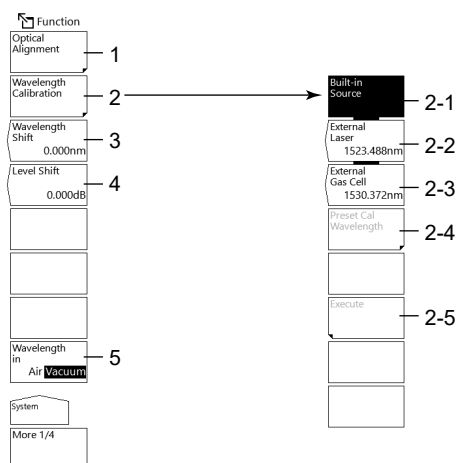 Function
Optical
Alignment
1
Wavelength
Calibration
2
Wavelength
Shift
0.000nm
3
Level Shift
0.000dB
4
Wavelength
in
Air Vacuum
5
System
More 1/4
Built-in
Source
2-1
External
Laser
1523.488nm
2-2
External
Gas Cell
1530.372nm
2-3
Preset Cal
Wavelength
2-4
Execute
2-5